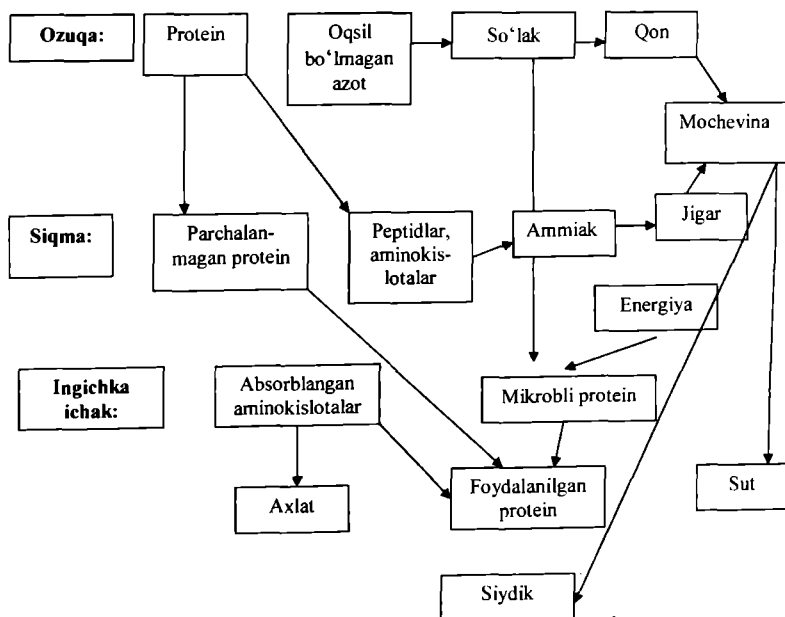 Ozuqa:
Protein
Oqsil
bo‘lmagan
azot
So‘lak
Qon
Mochevina
Siqma:
Parchalan-
magan protein
Peptidlar,
aminokis-
lotalar
Ammiak
Jigar
Energiya
Ingichka
ichak:
Absorblangan
aminokislotalar
Mikrobli protein
Axlat
Foydalanilgan
protein
Sut
Siydik